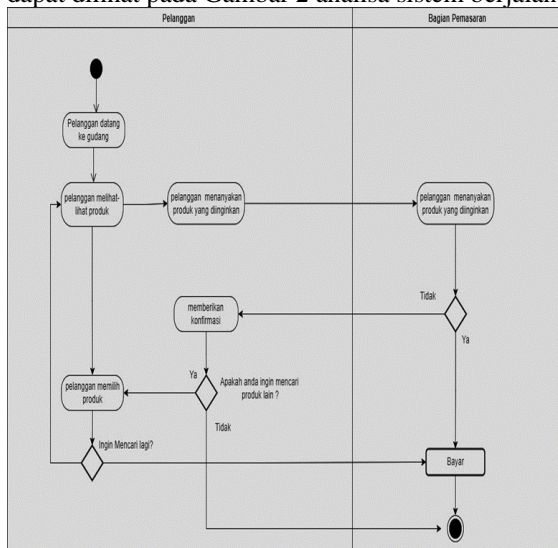 dapat dilihat pada Gambar 2 analisa sistem berjalan
Pelanggan
Bagian Pemasaran
Pelanggan datang
ke gudang
pelanggan melihat-
lihat produk
pelanggan menanyakan
produk yang diinginkan
pelanggan menanyakan
produk yang diinginkan
Tidak
Ya
memberikan
konfirmasi
Ya
Apakah anda ingin mencari
produk lain ?
Tidak
pelanggan memilih
produk
Ingin Mencari lagi?
Bayar